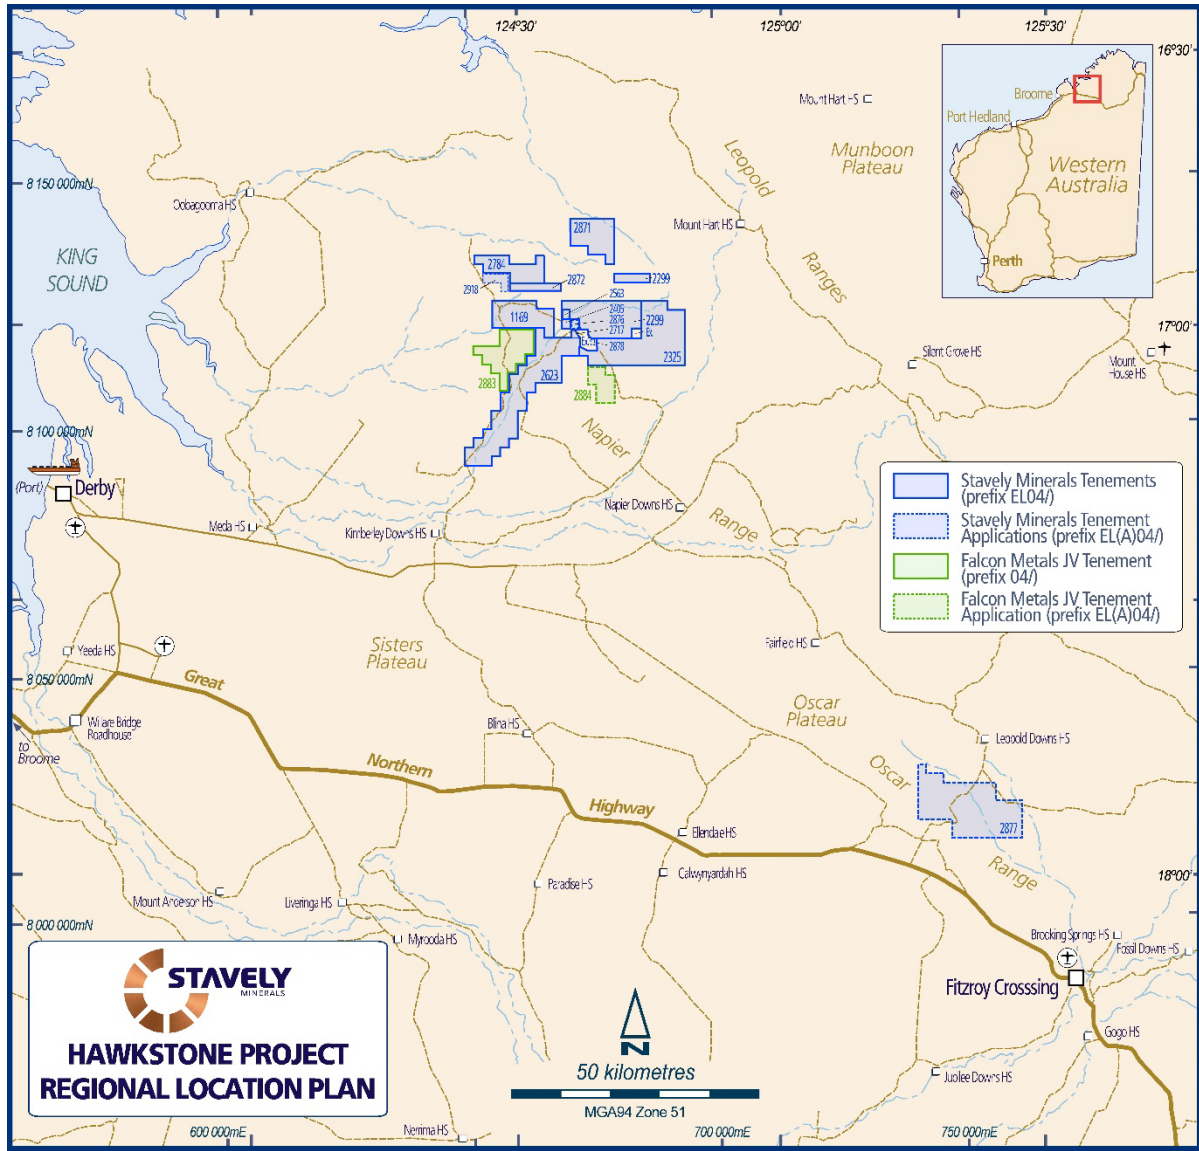 124°30'
125°00'
125°30'
16°30'
Mount Hart HS
Broome
Port Hedland
Western
Australia
Perth
Leopold
Munboon
Plateau
8 150 000mN
Oobagooma HS
KING
SOUND
2871
Mount Hart HS
2784
2918
2872
2299
Ranges
2563
2405
2876
2717
2299
Ex
1169
2878
2325
17°00'
Silent Grove HS
Mount
House HS
2883
2623
2884
Napier
8 100 000mN
(Port)
Derby
Meda HS
Kimberley Downs HS
Napier Downs HS
Range
Stavely Minerals Tenements
(prefix EL04/)
Stavely Minerals Tenement
Applications (prefix EL(A)04/)
Falcon Metals JV Tenement
(prefix 04/)
Falcon Metals JV Tenement
Application (prefix EL(A)04/)
Yeeda HS
Sisters
Plateau
Fairfield HS
8 050 000mN
Great
Willare Bridge
Roadhouse
to
Broome
Oscar
Plateau
Blina HS
Leopold Downs HS
Northern
Oscar
Highway
Ellendale HS
2877
Range
Calwynyardah HS
18°00'
Mount Anderson HS
Liveringa HS
Paradise HS
8 000 000mN
Myrooda HS
Brooking Springs HS
Fossil Downs HS
Fitzroy Crosssing
Gogo HS
Jubilee Downs HS
STAVELY
MINERALS
HAWKSTONE PROJECT
REGIONAL LOCATION PLAN
N
50 kilometres
MGA94 Zone 51
Nerrima HS
600 000mE
700 000mE
750 000mE